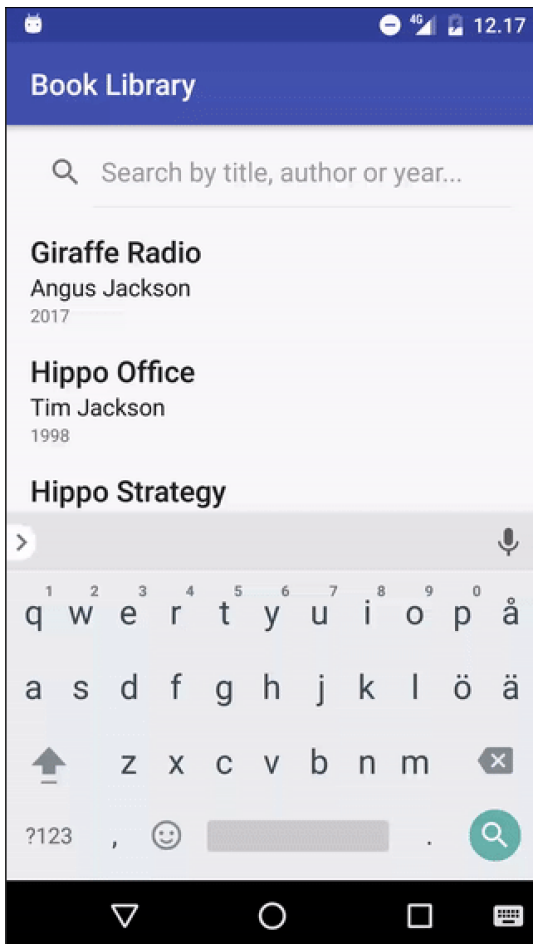 4G 12.17
Book Library
Search by title, author or year...
Giraffe Radio
Angus Jackson
2017
Hippo Office
Tim Jackson
1998
Hippo Strategy
1 2 3 4 5 6 7 8 9 0
q w e r t y u i o p å
a s d f g h j k l ö ä
z x c v b n m
?123 , .